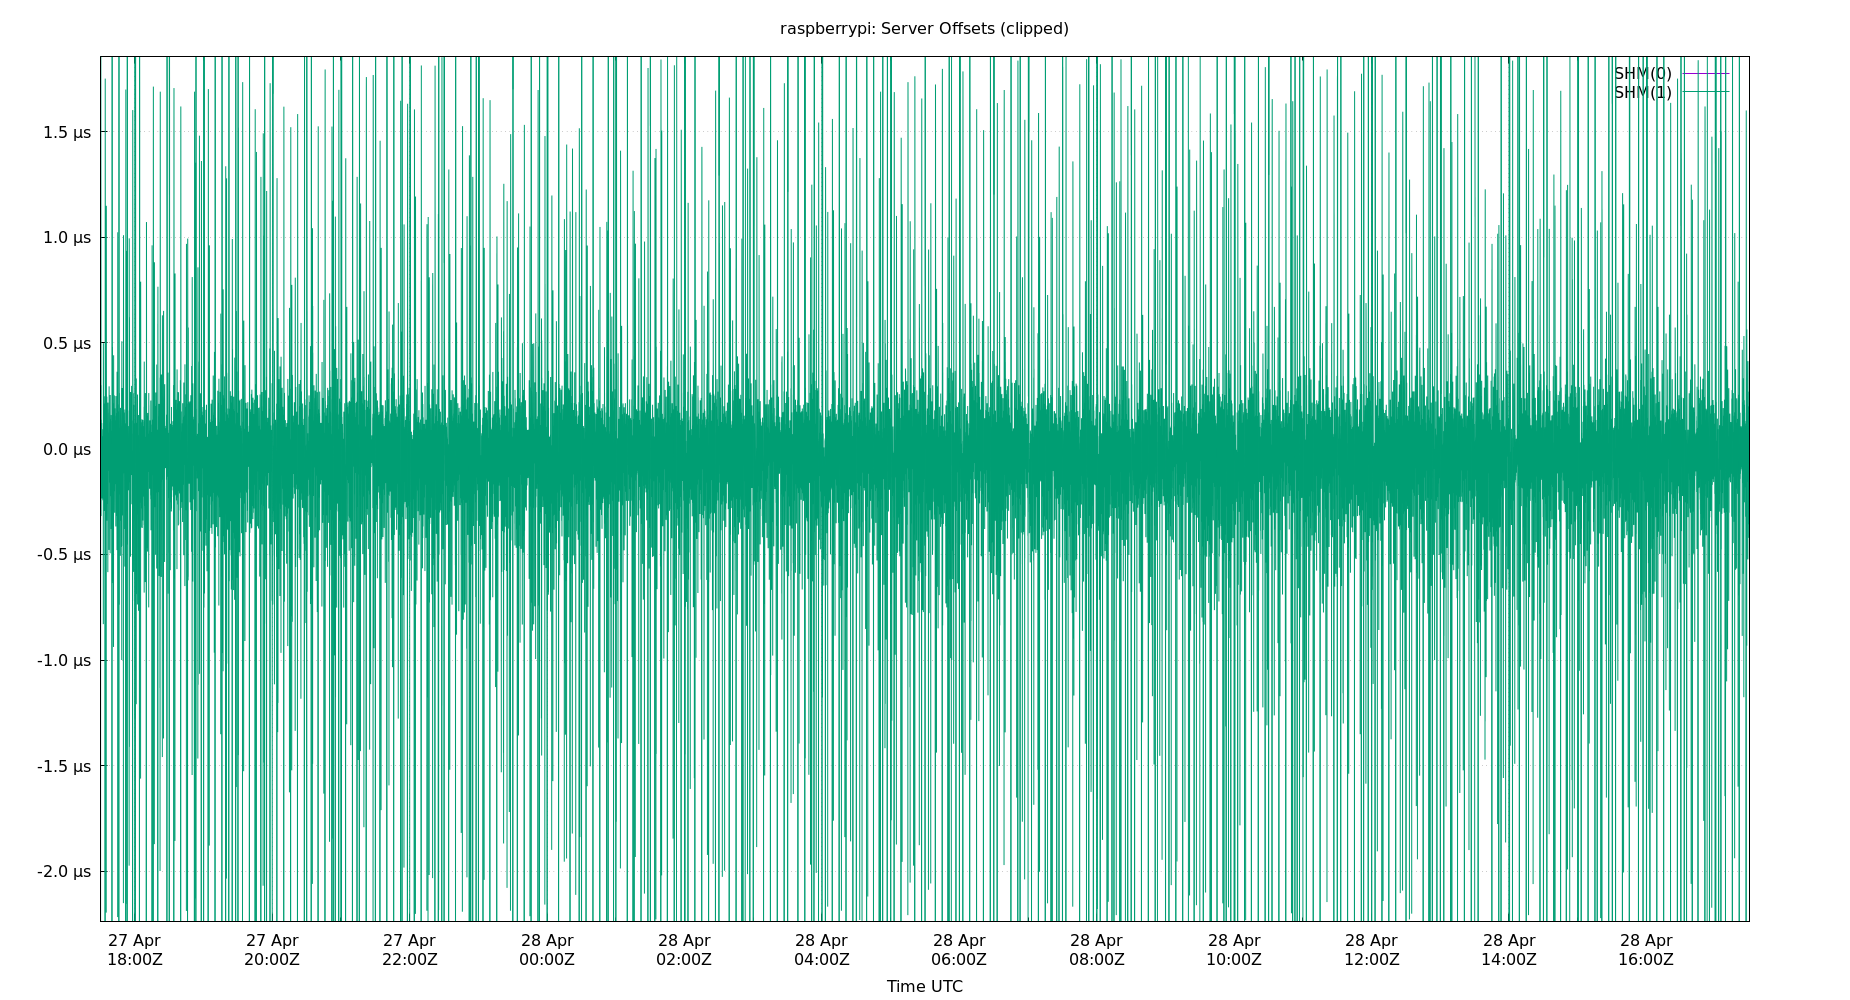 raspberrypi: Server Offsets (clipped)
SHM(0)
SHM(1)
1.5 µs
1.0 µs
0.5 µs
0.0 µs
-0.5 µs
-1.0 µs
-1.5 µs
-2.0 µs
27 Apr 27 Apr 27 Apr 28 Apr 28 Apr 28 Apr 28 Apr 28 Apr 28 Apr 28 Apr 28 Apr 28 Apr
18:00Z 20:00Z 22:00Z 00:00Z 02:00Z 04:00Z 06:00Z 08:00Z 10:00Z 12:00Z 14:00Z 16:00Z
Time UTC